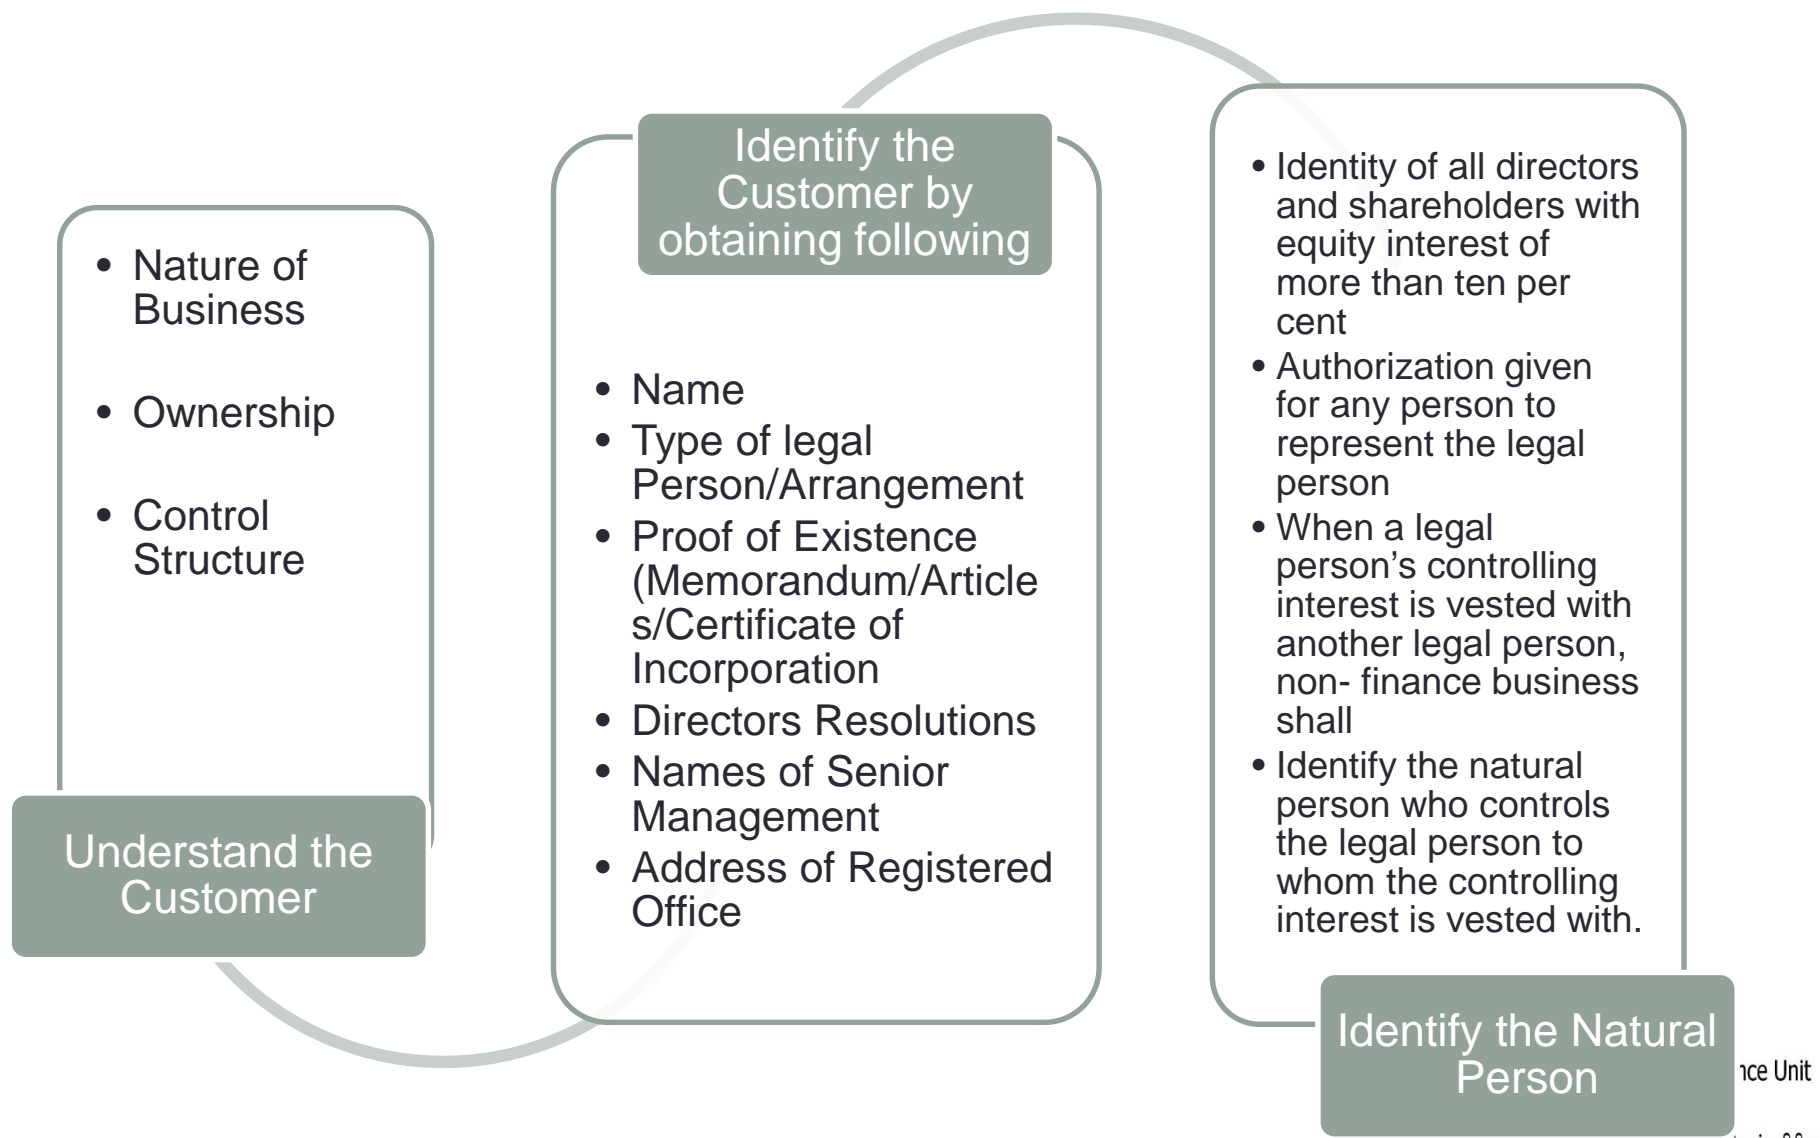 • Nature of
Business
• Ownership
• Control
Structure
Understand the
Customer
Identify the
Customer by
obtaining following
• Name
• Type of legal
Person/Arrangement
• Proof of Existence
(Memorandum/Article
s/Certificate of
Incorporation
• Directors Resolutions
• Names of Senior
Management
• Address of Registered
Office
• Identity of all directors
and shareholders with
equity interest of
more than ten per
cent
• Authorization given
for any person to
represent the legal
person
• When a legal
person’s controlling
interest is vested with
another legal person,
non- finance business
shall
• Identify the natural
person who controls
the legal person to
whom the controlling
interest is vested with.
Identify the Natural
Person
nce Unit